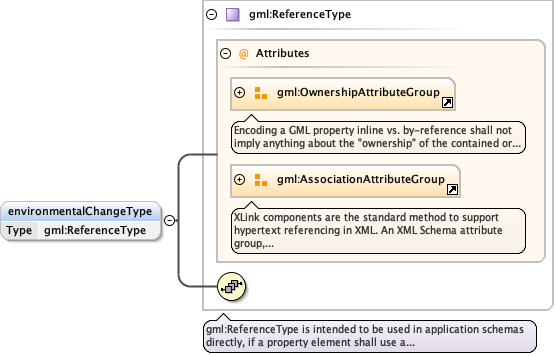 gml:ReferenceType
@ Attributes
gml:OwnershipAttributeGroup
Encoding a GML property inline vs. by-reference shall not
imply anything about the "ownership" of the contained or...
gml:AssociationAttributeGroup
XLink components are the standard method to support
hypertext referencing in XML. An XML Schema attribute
group,...
environmentalChangeType
Type gml:ReferenceType
gml:ReferenceType is intended to be used in application schemas
directly, if a property element shall use a...